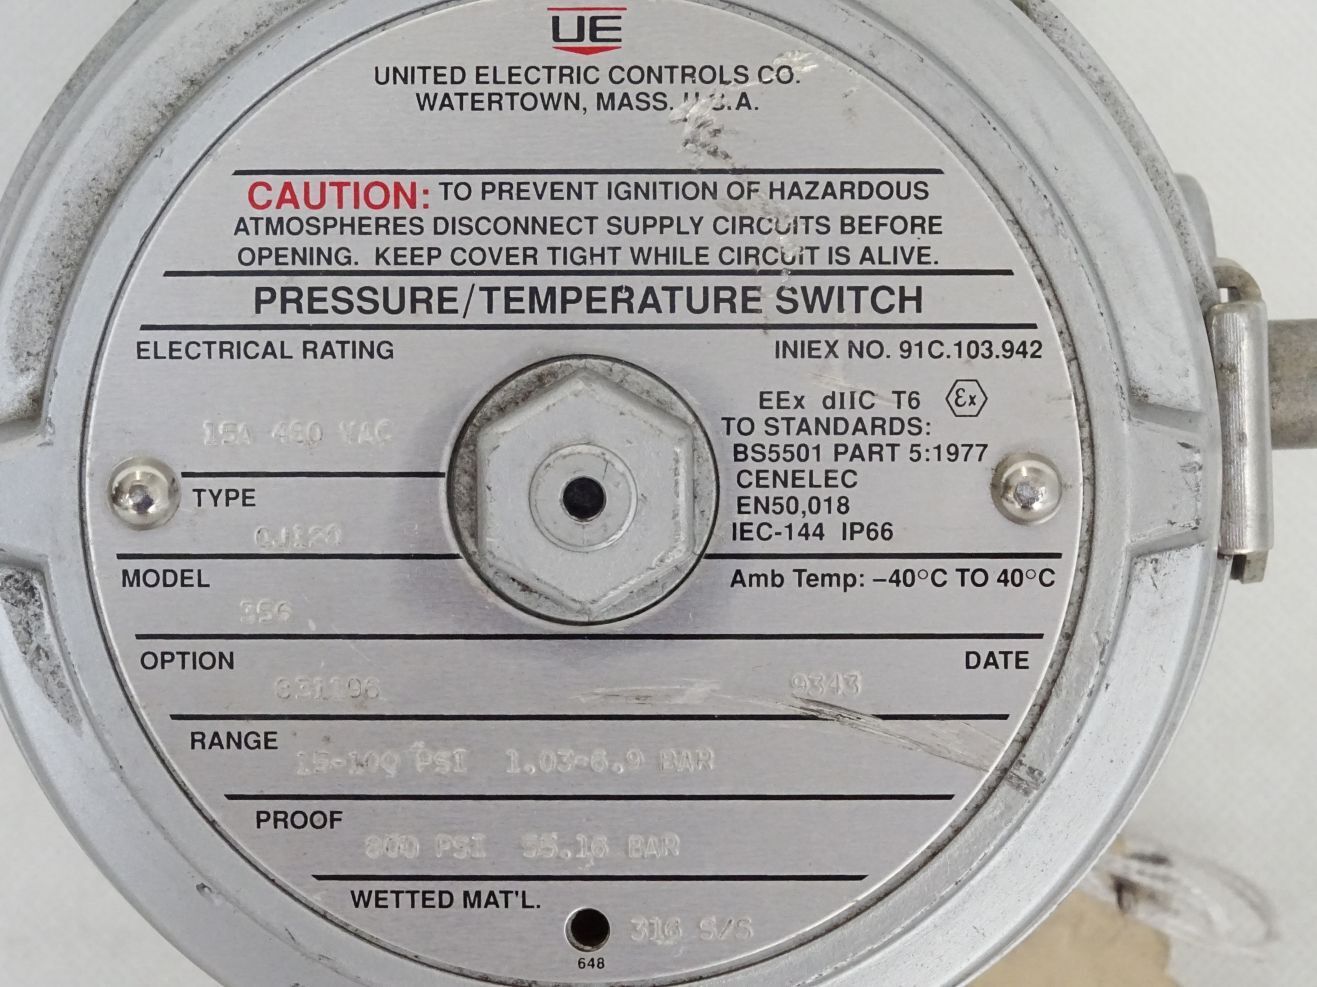 UE
UNITED ELECTRIC CONTROLS CO.
WATERTOWN, MASS. U.S.A.
CAUTION: TO PREVENT IGNITION OF HAZARDOUS
ATMOSPHERES DISCONNECT SUPPLY CIRCUITS BEFORE
OPENING. KEEP COVER TIGHT WHILE CIRCUIT IS ALIVE.
PRESSURE/TEMPERATURE SWITCH
ELECTRICAL RATING
INIEX NO. 91C.103.942
15A 480 VAC
EEx dIIC T6 Ex
TO STANDARDS:
BS5501 PART 5:1977
CENELEC
EN50,018
IEC-144 IP66
TYPE
J120
MODEL
356
Amb Temp: –40°C TO 40°C
OPTION
DATE
9343
RANGE
15-100 PSI 1.03-6.9 BAR
PROOF
800 PSI 55.16 BAR
WETTED MAT'L.
316 S/S
648